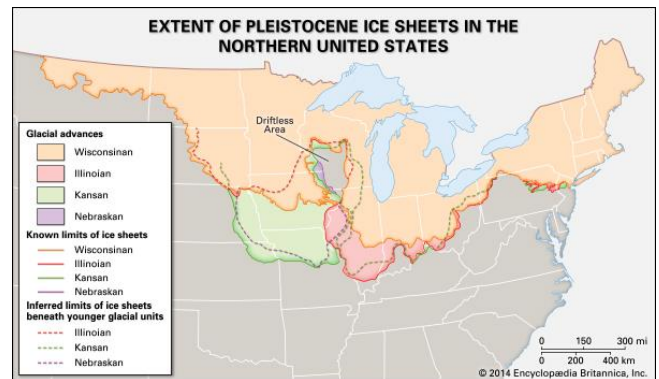 EXTENT OF PLEISTOCENE ICE SHEETS IN THE
NORTHERN UNITED STATES
Driftless
Area
Glacial advances
Wisconsinan
Illinoian
Kansan
Nebraskan
Known limits of ice sheets
Wisconsinan
Illinoian
Kansan
Nebraskan
Inferred limits of ice sheets
beneath younger glacial units
Illinoian
Kansan
Nebraskan
0 150 300 mi
0 200 400 km
© 2014 Encyclopædia Britannica, Inc.